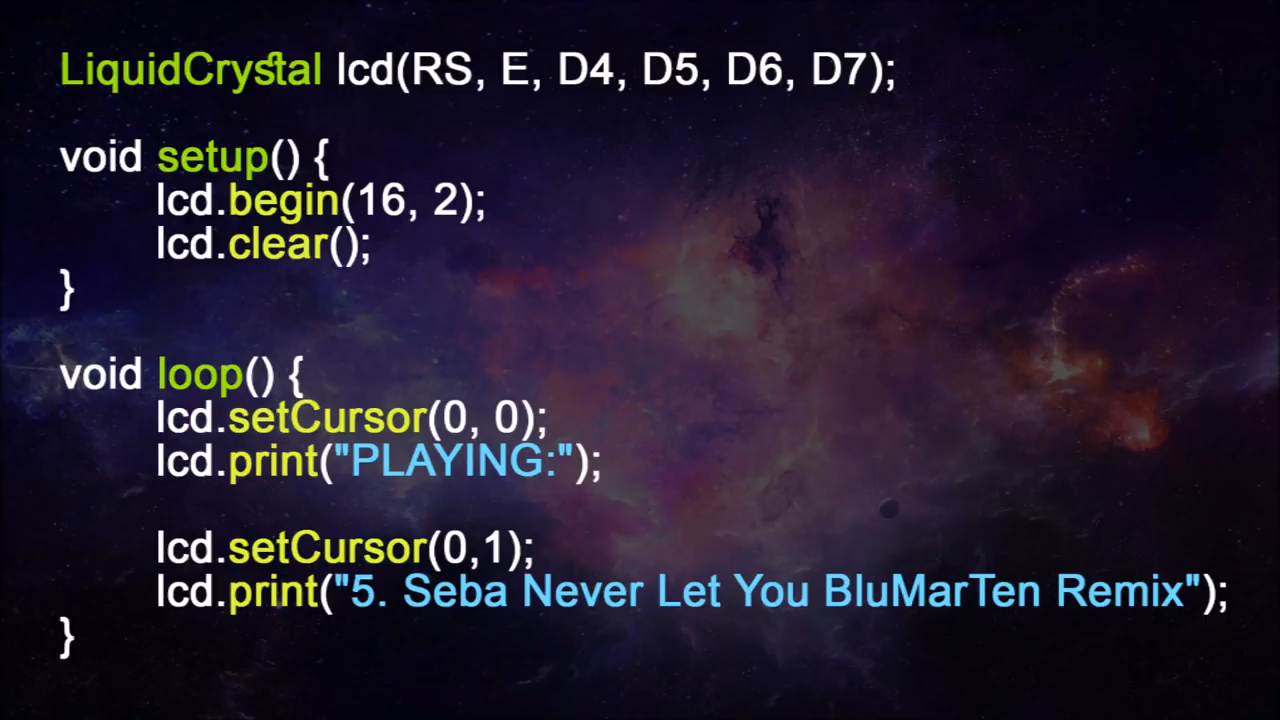 LiquidCrystal lcd(RS, E, D4, D5, D6, D7);
void setup() {
lcd.begin(16, 2);
lcd.clear();
}
void loop() {
lcd.setCursor(0, 0);
lcd.print("PLAYING:");
lcd.setCursor(0,1);
lcd.print("5. Seba Never Let You BluMarTen Remix");
}